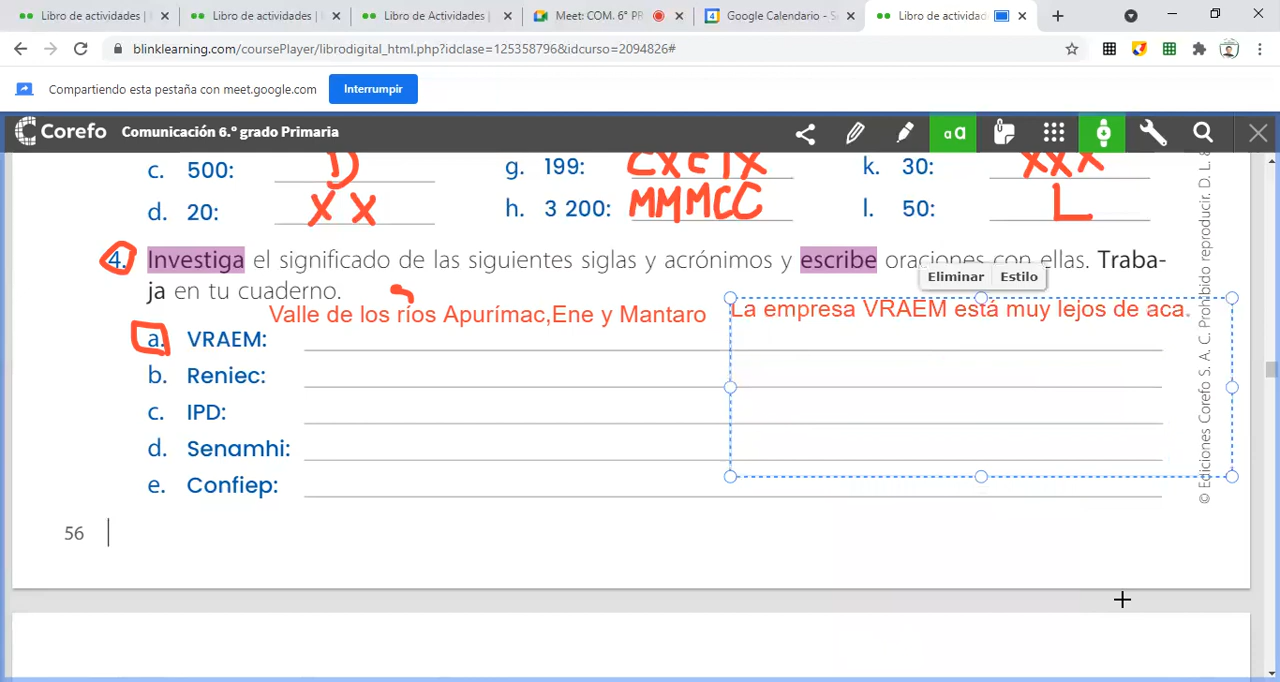 Libro de actividades |
Libro de actividades |
Libro de Actividades |
Meet: COM. 6° PR
Google Calendario - Se
Libro de actividad
blinklearning.com/coursePlayer/librodigital_html.php?idclase=125358796&idcurso=2094826#
Compartiendo esta pestaña con meet.google.com
Interrumpir
Corefo
Comunicación 6.º grado Primaria
aa
c. 500: D
g. 199: CXCIX
k. 30: XXX
d. 20: XX
h. 3 200: MMMCC
l. 50: L
4. Investiga el significado de las siguientes siglas y acrónimos y escribe oraciones con ellas. Traba-
ja en tu cuaderno.
Eliminar
Estilo
Valle de los ríos Apurímac,Ene y Mantaro
La empresa VRAEM está muy lejos de aca.
a. VRAEM:
b. Reniec:
c. IPD:
d. Senamhi:
e. Confiep:
56
© Ediciones Corefo S. A. C. Prohibido reproducir. D. L. 8